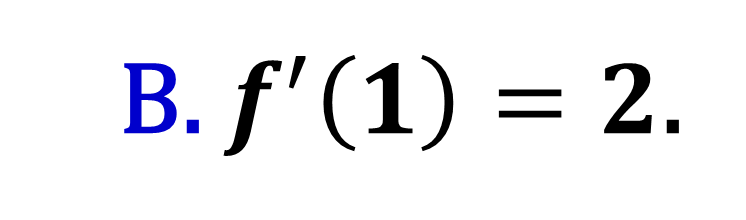 B. f'(1) = 2.